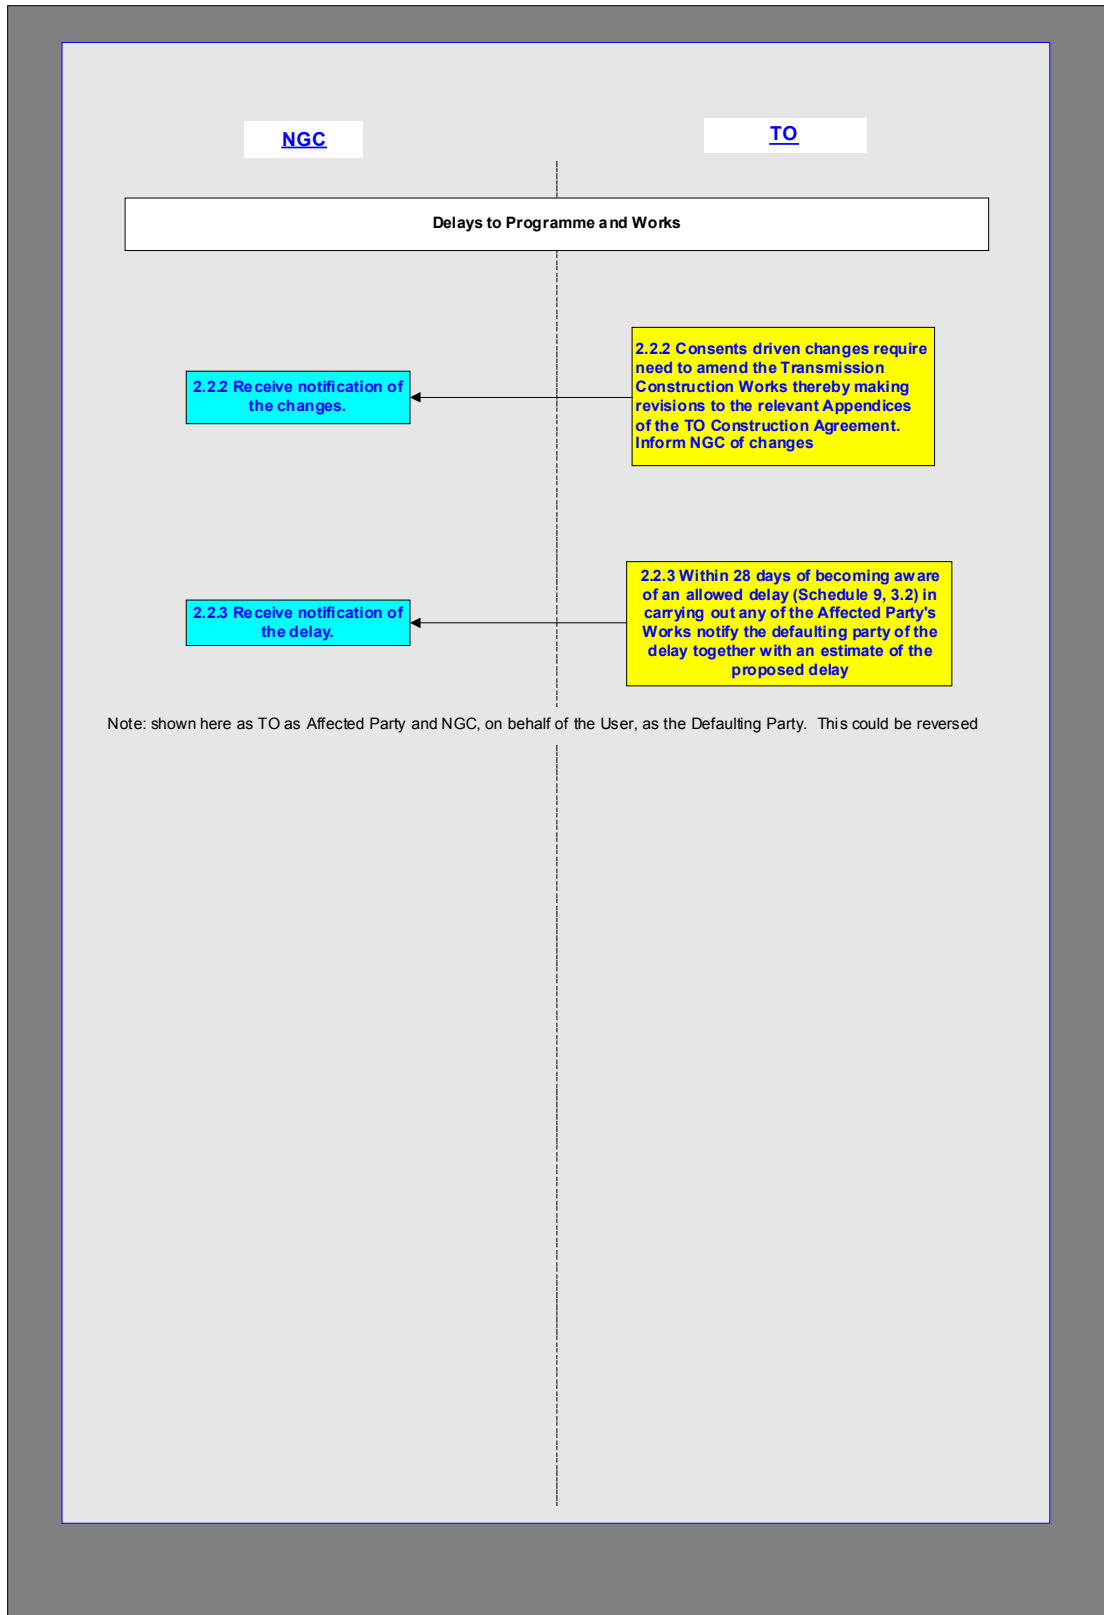 NGC
TO
Delays to Programme and Works
2.2.2 Consents driven changes require
need to amend the Transmission
Construction Works thereby making
revisions to the relevant Appendices
of the TO Construction Agreement.
Inform NGC of changes
2.2.2 Receive notification of
the changes.
2.2.3 Within 28 days of becoming aware
of an allowed delay (Schedule 9, 3.2) in
carrying out any of the Affected Party's
Works notify the defaulting party of the
delay together with an estimate of the
proposed delay
2.2.3 Receive notification of
the delay.
Note: shown here as TO as Affected Party and NGC, on behalf of the User, as the Defaulting Party. This could be reversed